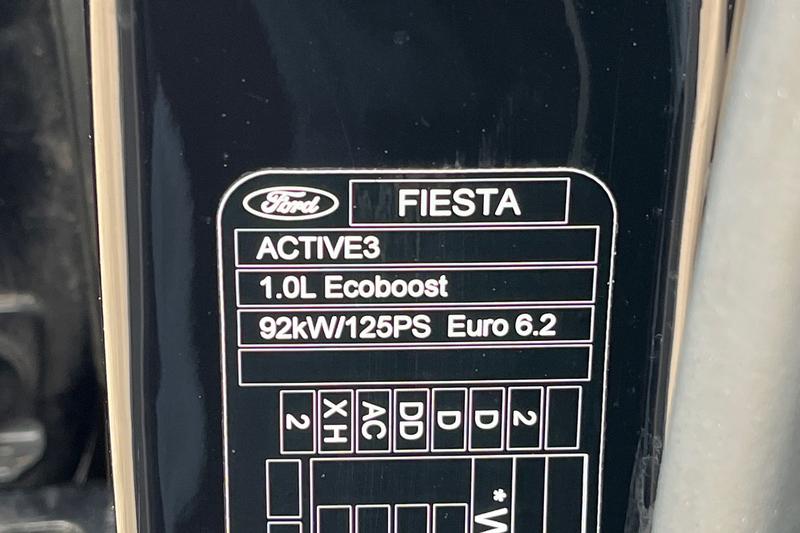 Ford FIESTA
ACTIVE3
1.0L Ecoboost
92kW/125PS Euro 6.2
2 XH AC DD D D 2
*W